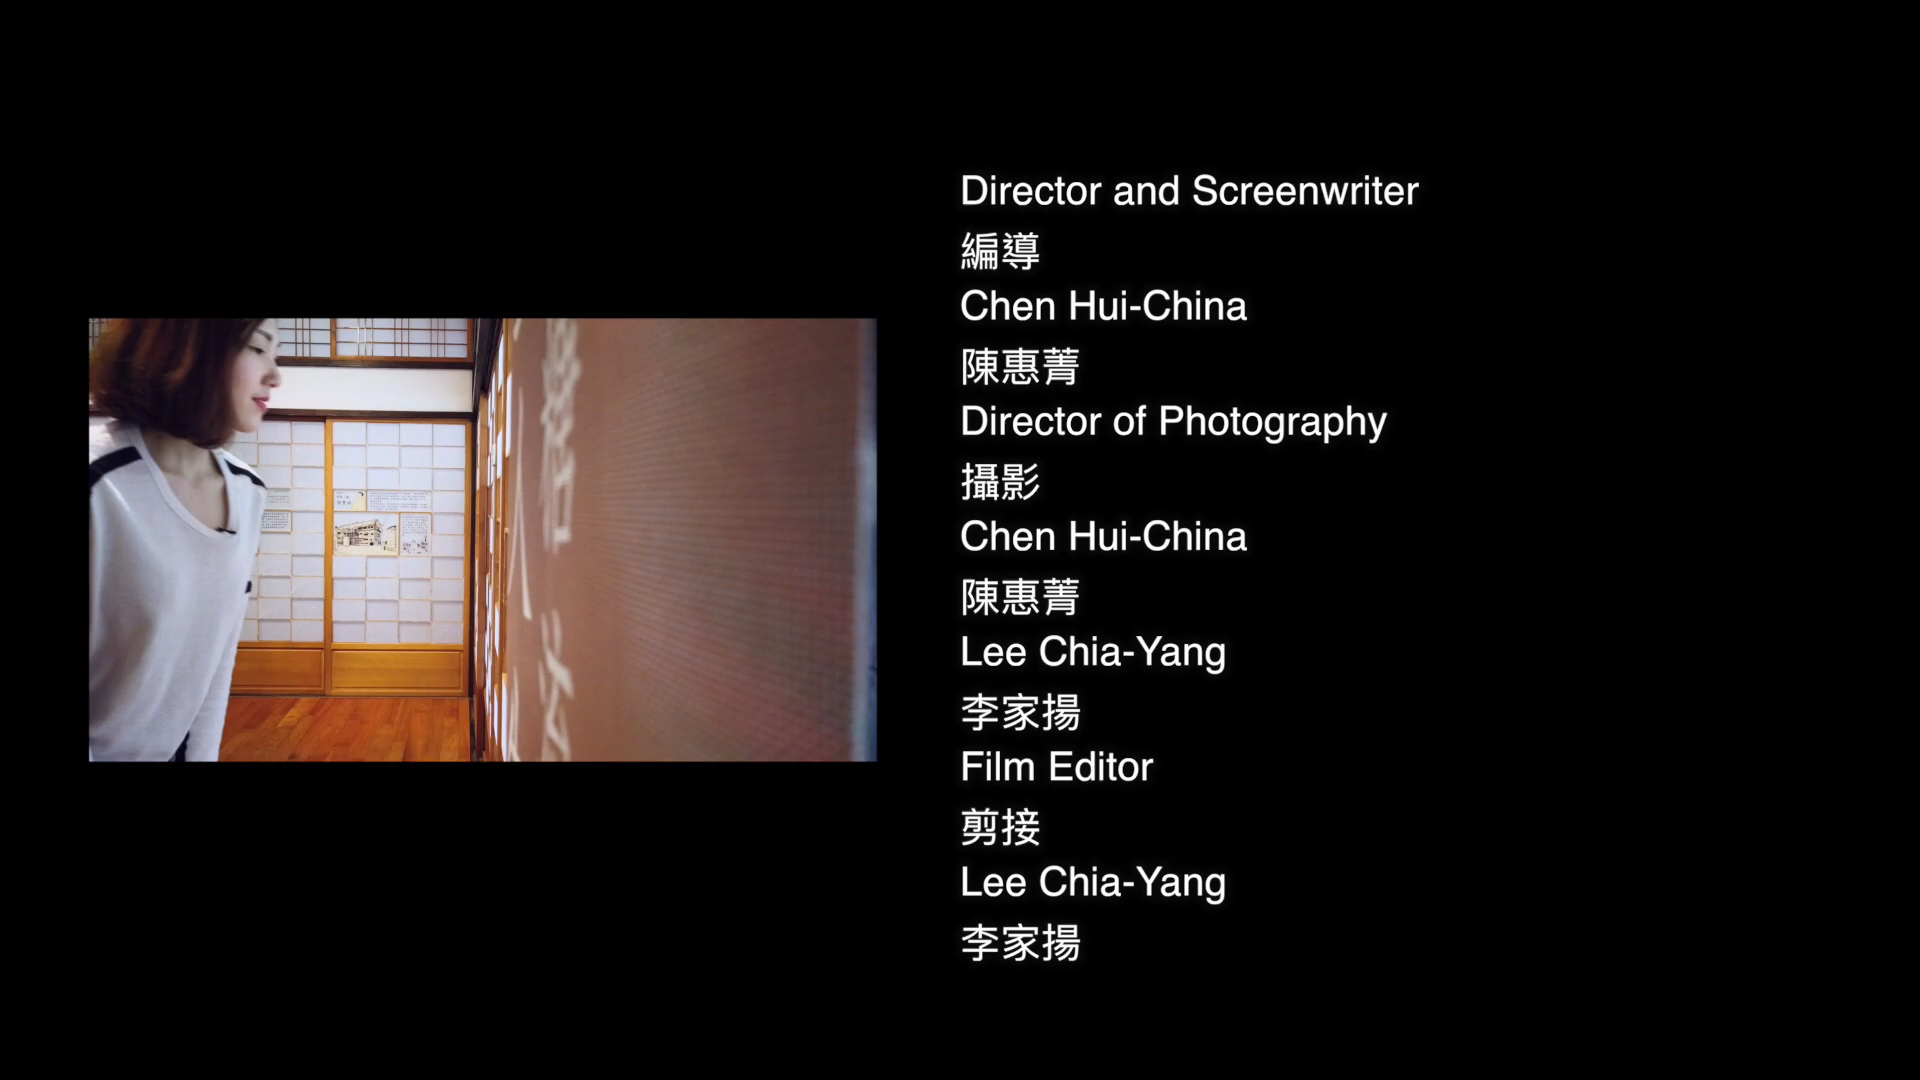 Director and Screenwriter
編導
Chen Hui-China
陳惠菁
Director of Photography
攝影
Chen Hui-China
陳惠菁
Lee Chia-Yang
李家揚
Film Editor
剪接
Lee Chia-Yang
李家揚